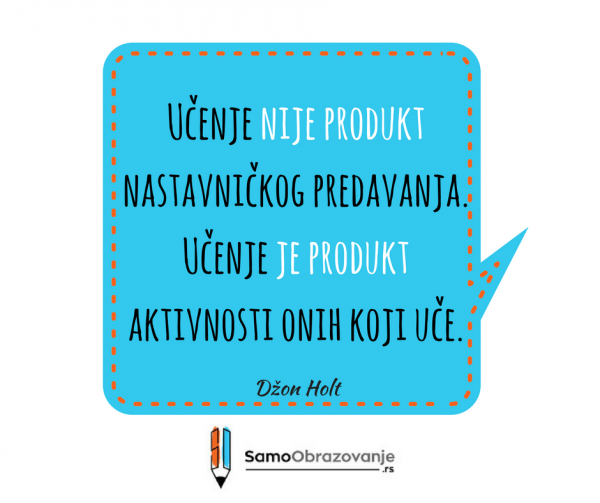 Učenje nije produkt
nastavničkog predavanja.
Učenje je produkt
aktivnosti onih koji uče.
Džon Holt
SamoObrazovanje
.rs